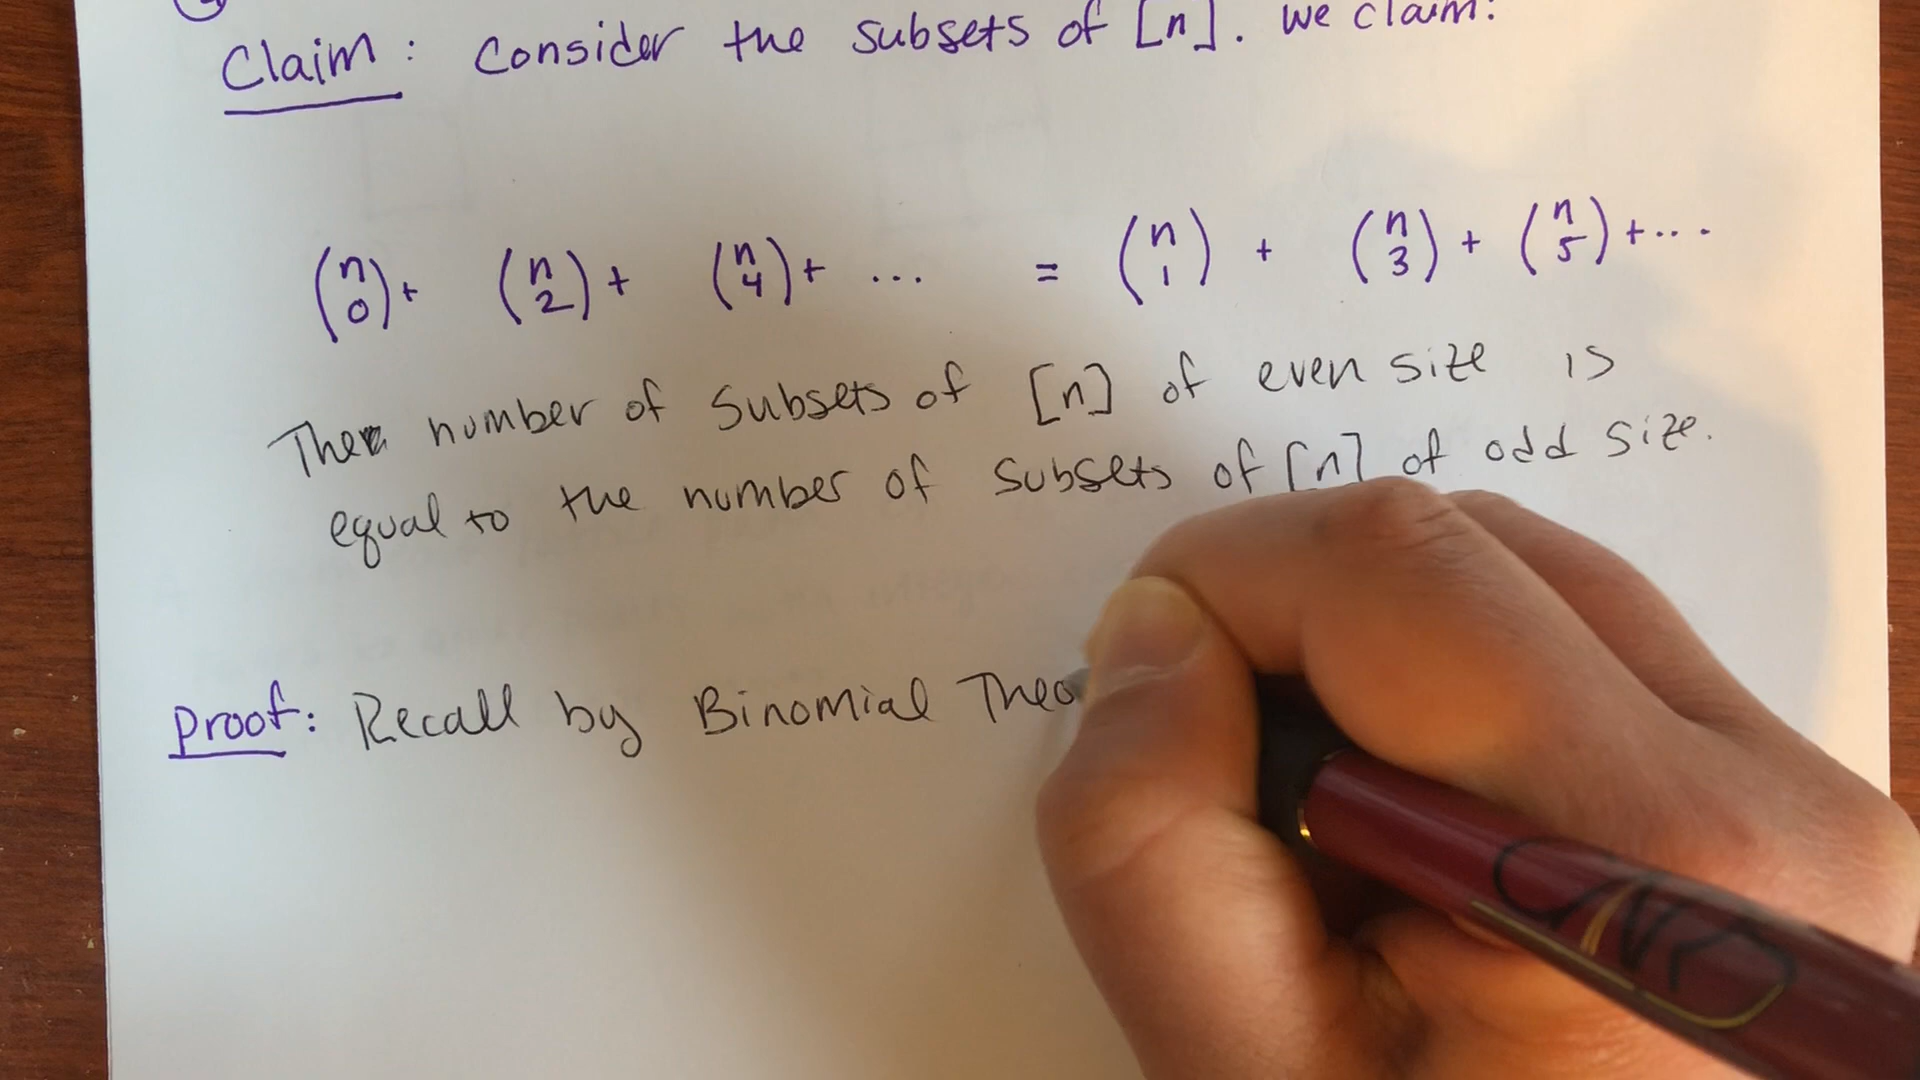 Claim: Consider the subsets of [n]. We claim:
(n 0) + (n 2) + (n 4) + ... = (n 1) + (n 3) + (n 5) + ...
The number of subsets of [n] of even size is
equal to the number of subsets of [n] of odd size.
Proof: Recall by Binomial Theo